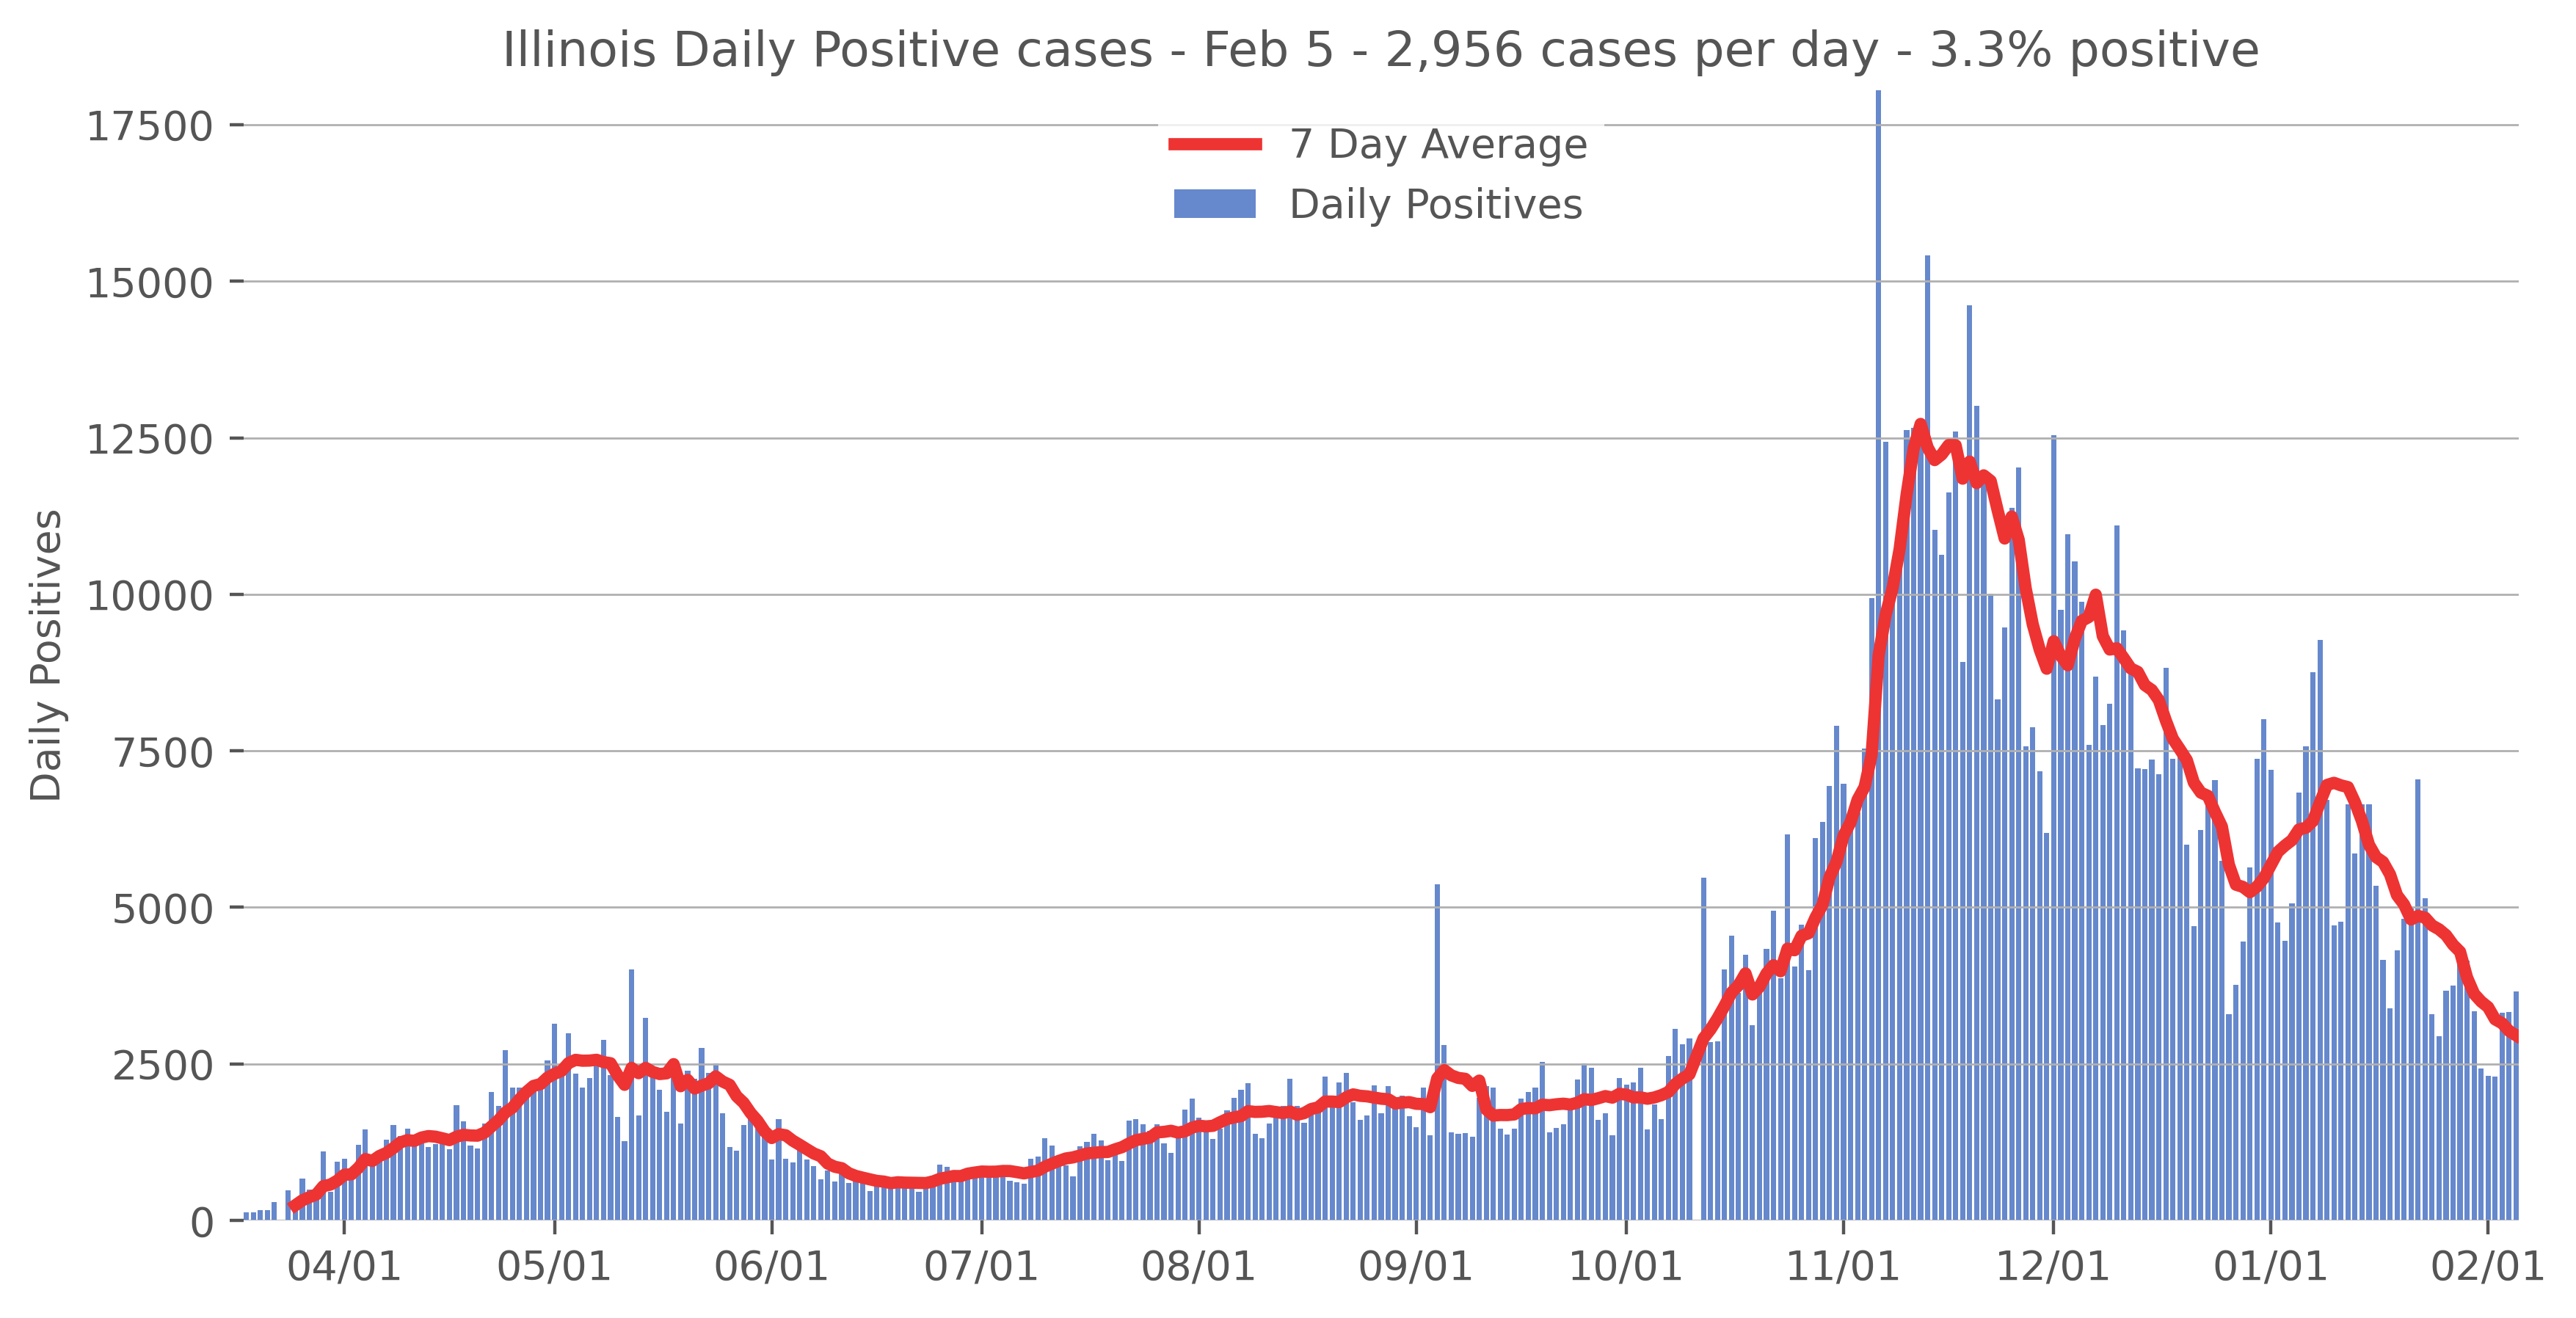 Illinois Daily Positive cases - Feb 5 - 2,956 cases per day - 3.3% positive
7 Day Average
Daily Positives
Daily Positives
17500
15000
12500
10000
7500
5000
2500
0
04/01 05/01 06/01 07/01 08/01 09/01 10/01 11/01 12/01 01/01 02/01